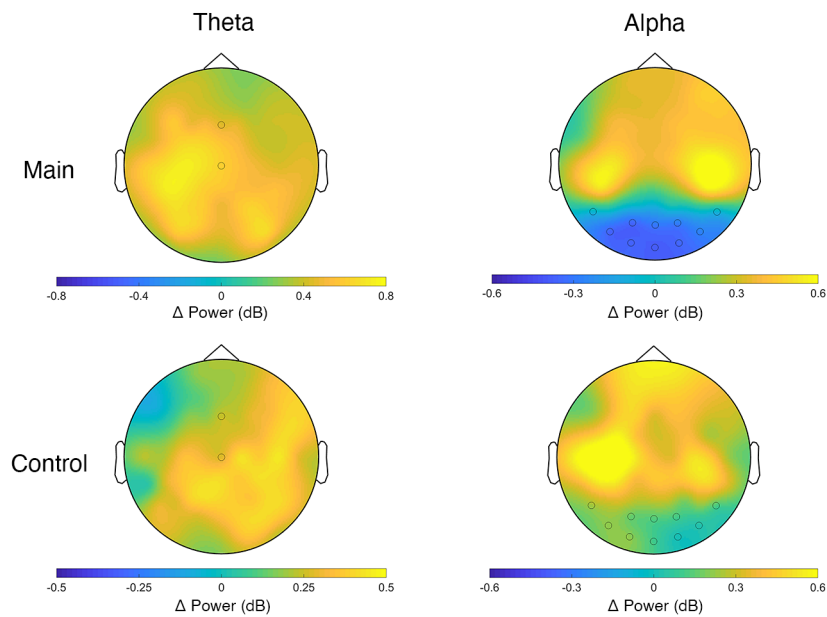 Theta Alpha
Main
-0.8 -0.4 0 0.4 0.8 -0.6 -0.3 0 0.3 0.6
Δ Power (dB) Δ Power (dB)
Control
-0.5 -0.25 0 0.25 0.5 -0.6 -0.3 0 0.3 0.6
Δ Power (dB) Δ Power (dB)